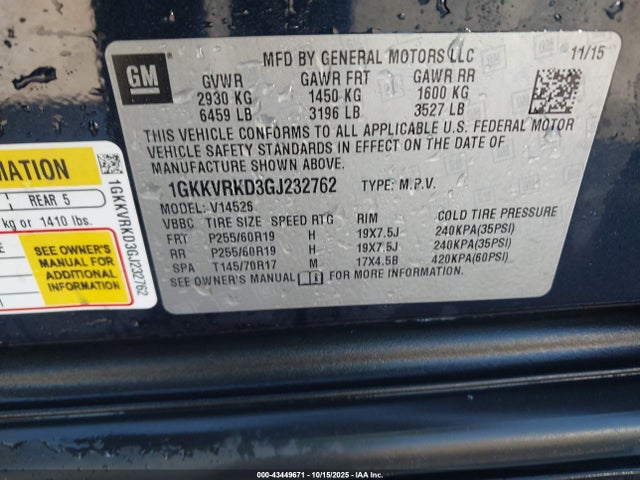 GM
MFD BY GENERAL MOTORS LLC 11/15
GVWR GAWR FRT GAWR RR
2930 KG 1450 KG 1600 KG
6459 LB 3196 LB 3527 LB
THIS VEHICLE CONFORMS TO ALL APPLICABLE U.S. FEDERAL MOTOR
VEHICLE SAFETY STANDARDS IN EFFECT ON THE DATE OF
MANUFACTURE SHOWN ABOVE.
1GKKVRKD3GJ232762 TYPE: M.P.V.
MODEL: V14526
VBBC TIRE SIZE SPEED RTG RIM COLD TIRE PRESSURE
FRT P255/60R19 H 19X7.5J 240KPA(35PSI)
RR P255/60R19 H 19X7.5J 240KPA(35PSI)
SPA T145/70R17 M 17X4.5B 420KPA(60PSI)
SEE OWNER'S MANUAL FOR MORE INFORMATION.
RMATION
REAR 5
kg or 1410 lbs.
RE
SEE OWNER'S
MANUAL FOR
ADDITIONAL
INFORMATION
1GKKVRKD3GJ232762
000-43449671 - 10/15/2025 - IAA, Inc.